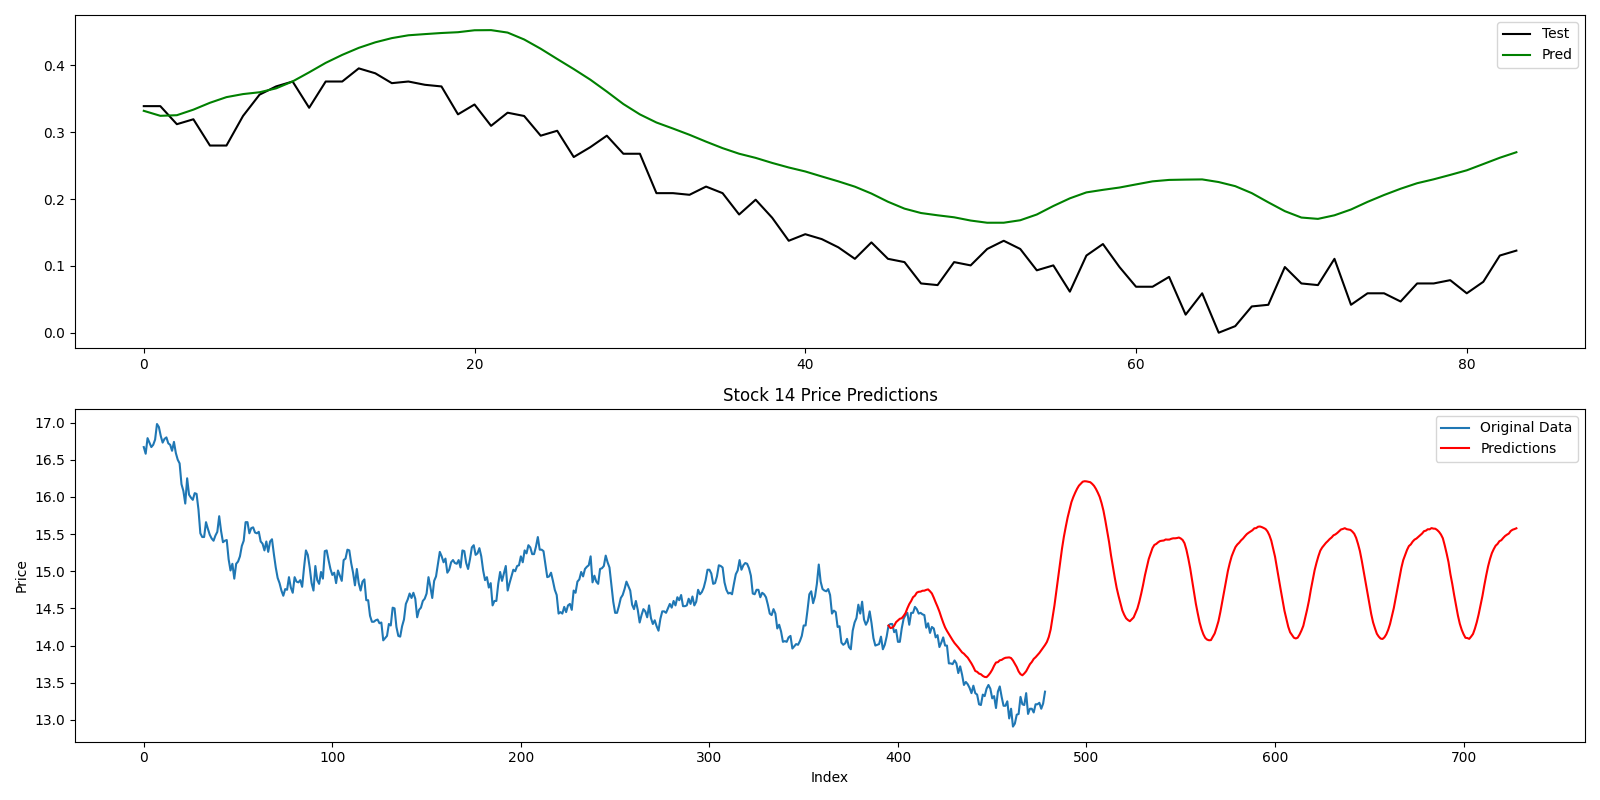 Test
Pred
0.4
0.3
0.2
0.1
0.0
0 20 40 60 80
Stock 14 Price Predictions
Original Data
Predictions
17.0
16.5
16.0
15.5
15.0
14.5
14.0
13.5
13.0
Price
0 100 200 300 400 500 600 700
Index